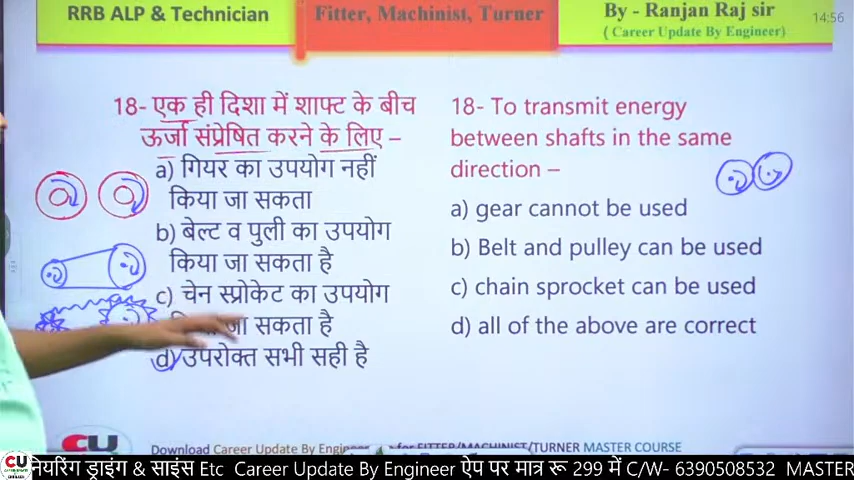 RRB ALP & Technician
Fitter, Machinist, Turner
By - Ranjan Raj sir
( Career Update By Engineer)
14:56
18- एक ही दिशा में शाफ्ट के बीच
ऊर्जा संप्रेषित करने के लिए –
a) गियर का उपयोग नहीं
किया जा सकता
b) बेल्ट व पुली का उपयोग
किया जा सकता है
c) चेन स्प्रोकेट का उपयोग
जा सकता है
d) उपरोक्त सभी सही है
18- To transmit energy
between shafts in the same
direction –
a) gear cannot be used
b) Belt and pulley can be used
c) chain sprocket can be used
d) all of the above are correct
CU
Download Career Update By for FITTER/MACHINIST/TURNER MASTER COURSE
CU
नियरिंग ड्राइंग & साइंस Etc Career Update By Engineer ऐप पर मात्र रू 299 में C/W- 6390508532 MASTER